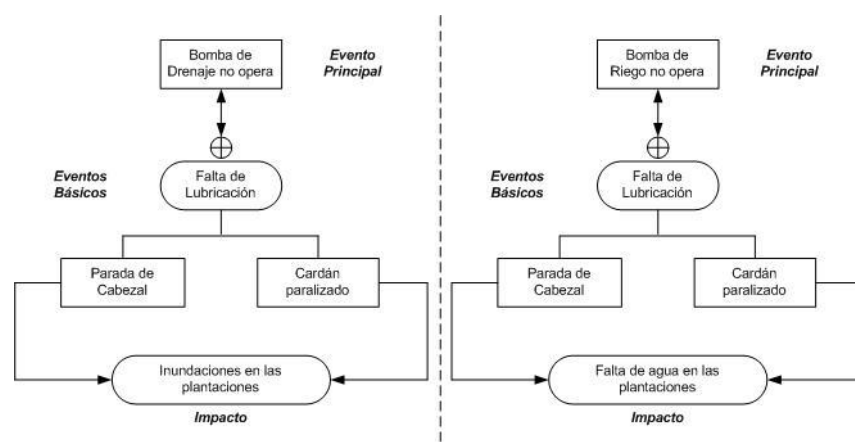 Bomba de
Drenaje no opera
Evento
Principal
Eventos
Básicos
Falta de
Lubricación
Parada de
Cabezal
Cardán
paralizado
Inundaciones en las
plantaciones
Impacto
Bomba de
Riego no opera
Evento
Principal
Eventos
Básicos
Falta de
Lubricación
Parada de
Cabezal
Cardán
paralizado
Falta de agua en las
plantaciones
Impacto